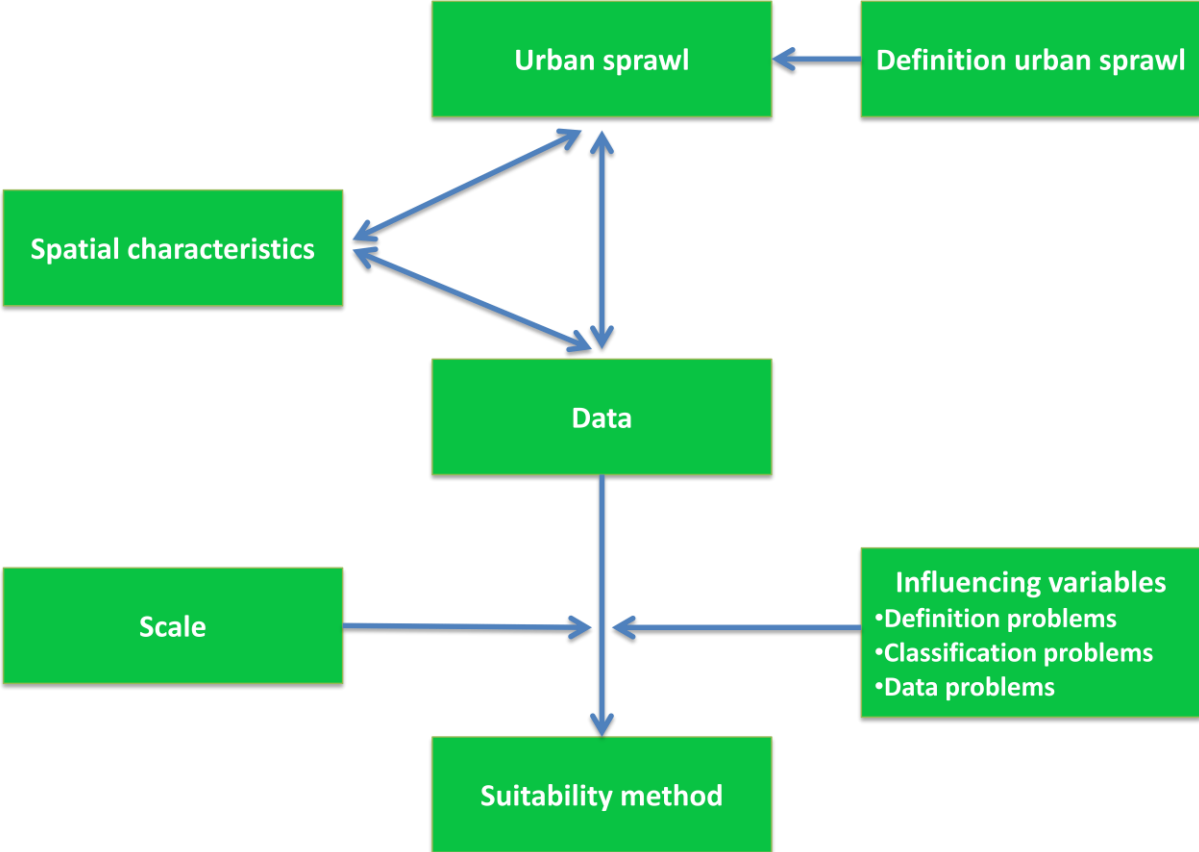 Urban sprawl
Definition urban sprawl
Spatial characteristics
Data
Scale
Influencing variables
•Definition problems
•Classification problems
•Data problems
Suitability method